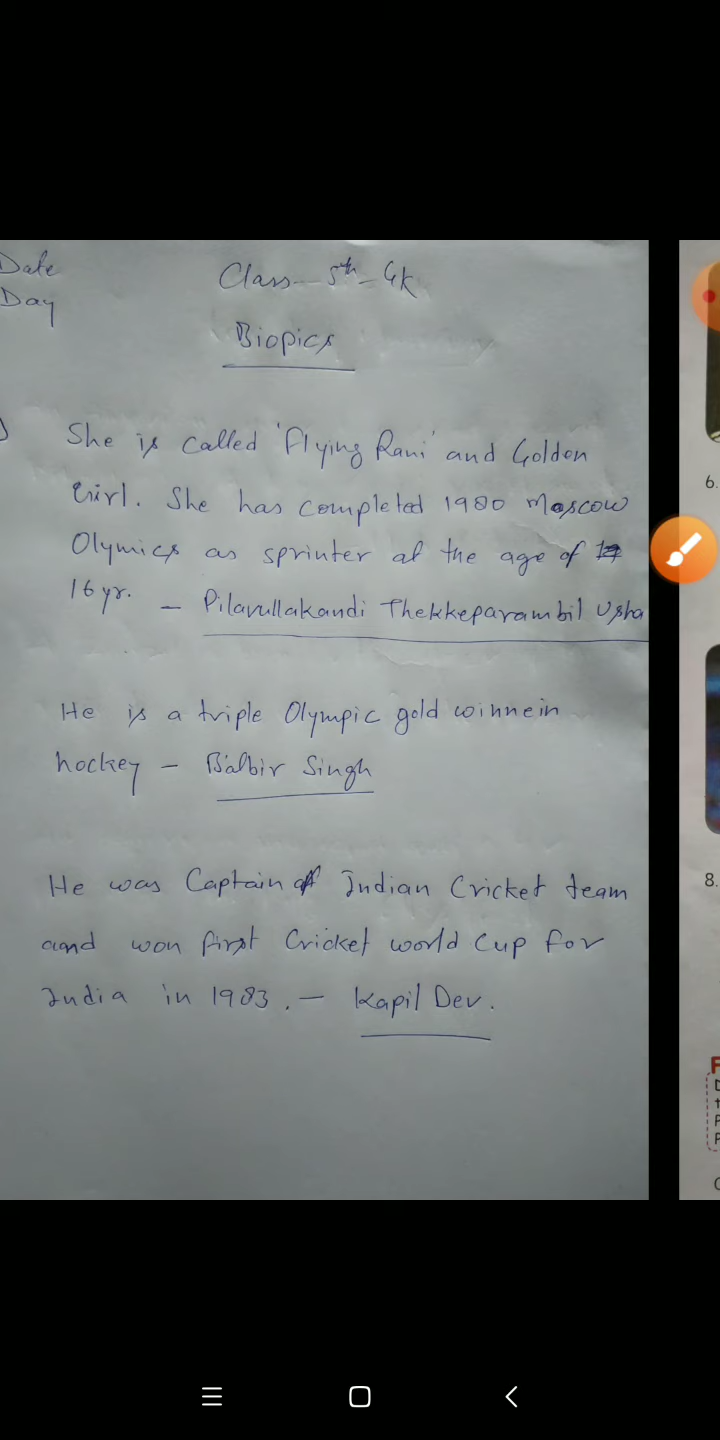 Date
Class - 5th - GK
Day
Biopics
She is called 'Flying Rani' and Golden
Girl. She has completed 1980 Moscow
Olymics as sprinter at the age of
16 yr. - Pilavullakandi Thekkeparambil Usha
He is a triple Olympic gold winnein
hockey - Balbir Singh
He was Captain of Indian Cricket team
and won first Cricket world Cup for
India in 1983. - Kapil Dev.
6.
8.